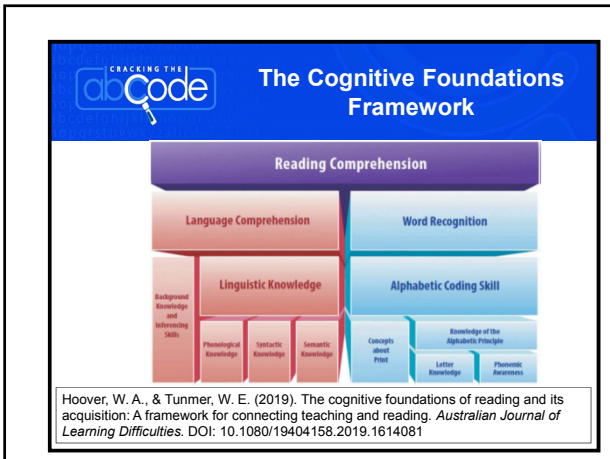 CRACKING THE
abcode
The Cognitive Foundations
Framework
Reading Comprehension
Language Comprehension
Word Recognition
Linguistic Knowledge
Alphabetic Coding Skill
Background
Knowledge
and
Inferencing
Skills
Phonological
Knowledge
Syntactic
Knowledge
Semantic
Knowledge
Concepts
about
Print
Knowledge of the
Alphabetic Principle
Letter
Knowledge
Phonemic
Awareness
Hoover, W. A., & Tunmer, W. E. (2019). The cognitive foundations of reading and its
acquisition: A framework for connecting teaching and reading. Australian Journal of
Learning Difficulties. DOI: 10.1080/19404158.2019.1614081